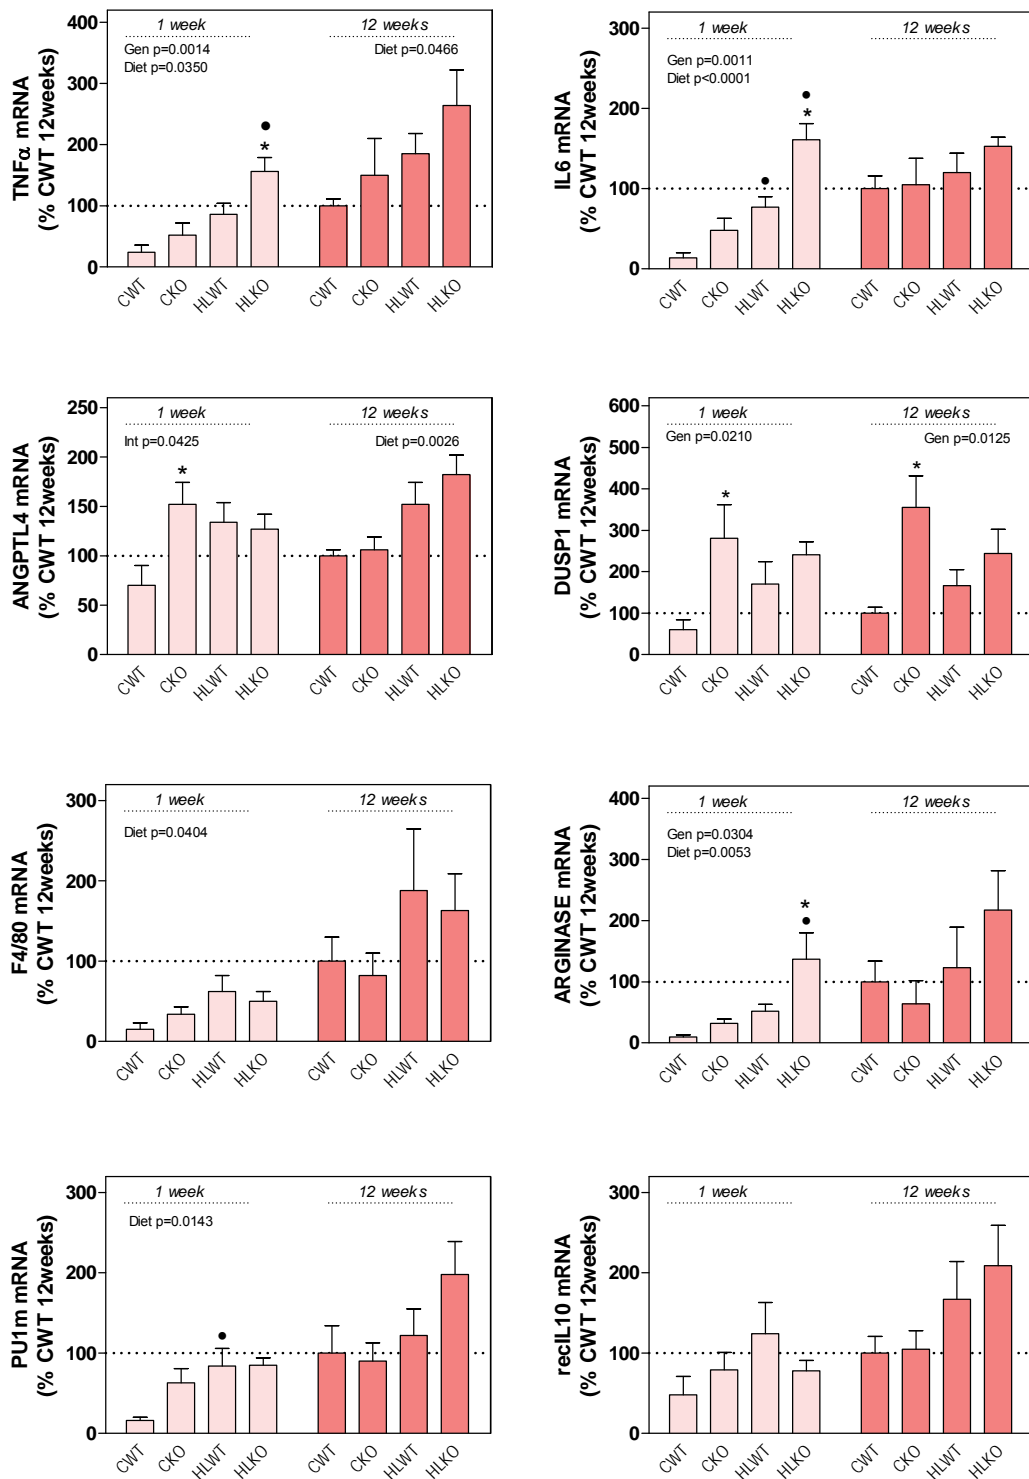 TNFα mRNA
(% CWT 12weeks)
400
300
200
100
0
1 week
12 weeks
Gen p=0.0014
Diet p=0.0350
Diet p=0.0466
●
*
CWT
CKO
HLWT
HLKO
CWT
CKO
HLWT
HLKO
IL6 mRNA
(% CWT 12weeks)
300
200
100
0
1 week
12 weeks
Gen p=0.0011
Diet p<0.0001
●
●
*
CWT
CKO
HLWT
HLKO
CWT
CKO
HLWT
HLKO
ANGPTL4 mRNA
(% CWT 12weeks)
250
200
150
100
50
0
1 week
12 weeks
Int p=0.0425
Diet p=0.0026
*
CWT
CKO
HLWT
HLKO
CWT
CKO
HLWT
HLKO
DUSP1 mRNA
(% CWT 12weeks)
600
500
400
300
200
100
0
1 week
12 weeks
Gen p=0.0210
Gen p=0.0125
*
*
CWT
CKO
HLWT
HLKO
CWT
CKO
HLWT
HLKO
F4/80 mRNA
(% CWT 12weeks)
300
200
100
0
1 week
12 weeks
Diet p=0.0404
CWT
CKO
HLWT
HLKO
CWT
CKO
HLWT
HLKO
ARGINASE mRNA
(% CWT 12weeks)
400
300
200
100
0
1 week
12 weeks
Gen p=0.0304
Diet p=0.0053
*
●
CWT
CKO
HLWT
HLKO
CWT
CKO
HLWT
HLKO
PU1m mRNA
(% CWT 12weeks)
300
200
100
0
1 week
12 weeks
Diet p=0.0143
●
CWT
CKO
HLWT
HLKO
CWT
CKO
HLWT
HLKO
recIL10 mRNA
(% CWT 12weeks)
300
200
100
0
1 week
12 weeks
CWT
CKO
HLWT
HLKO
CWT
CKO
HLWT
HLKO